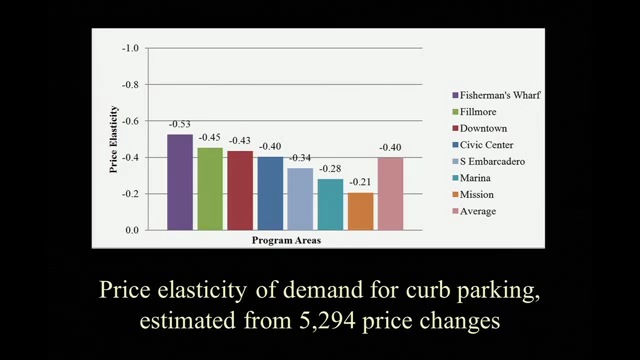 -1.0
-0.8
-0.6
-0.4
-0.2
0.0
Price Elasticity
-0.53
-0.45
-0.43
-0.40
-0.34
-0.28
-0.21
-0.40
Program Areas
Fisherman's Wharf
Fillmore
Downtown
Civic Center
S Embarcadero
Marina
Mission
Average
Price elasticity of demand for curb parking,
estimated from 5,294 price changes